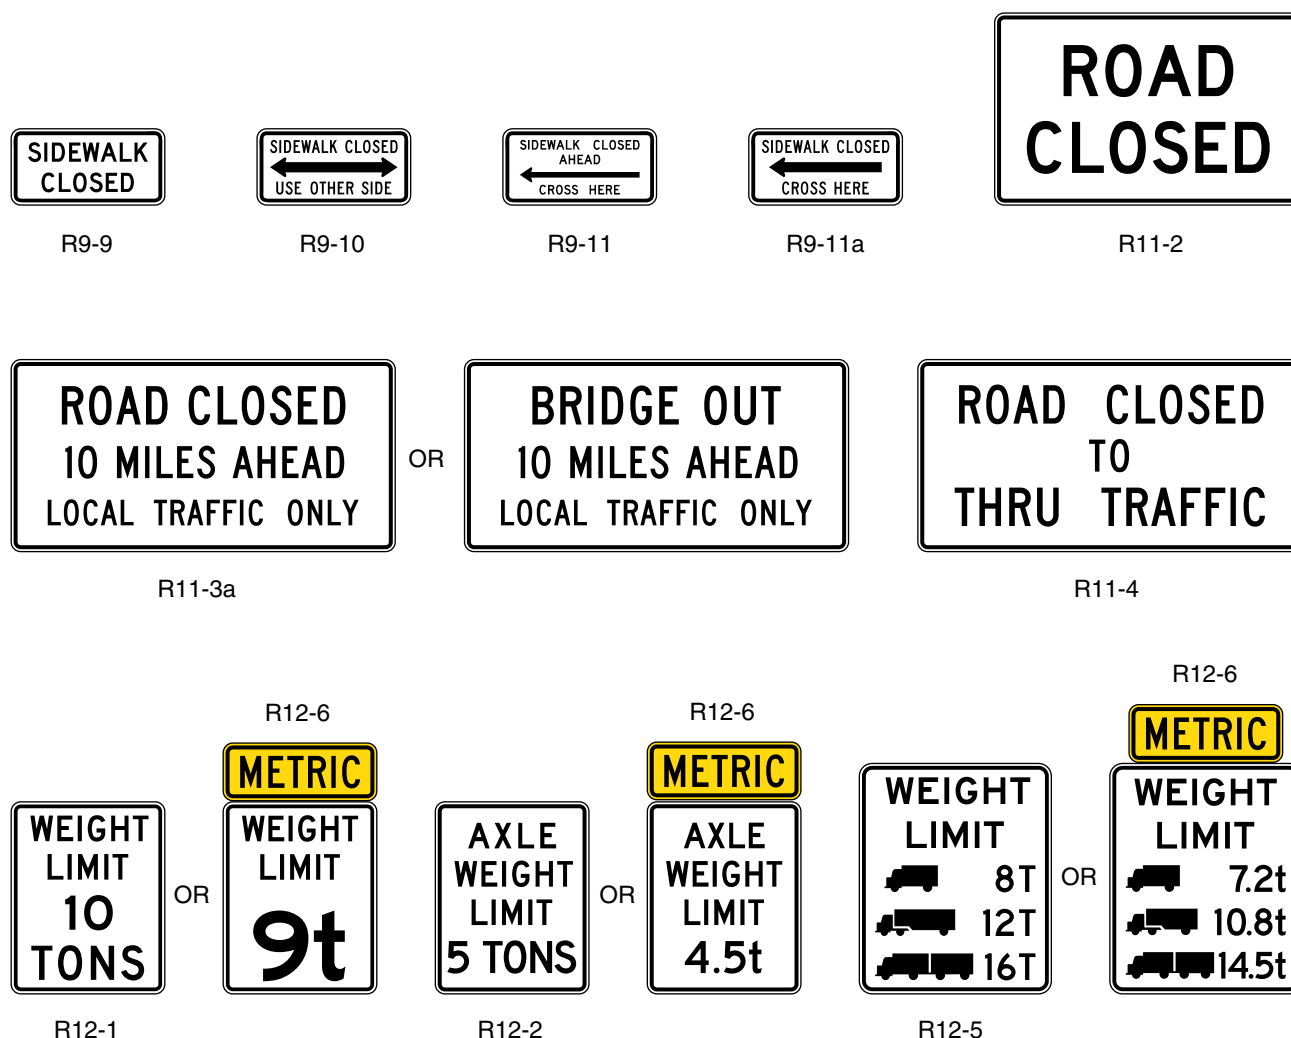 SIDEWALK
CLOSED
R9-9
SIDEWALK CLOSED
USE OTHER SIDE
R9-10
SIDEWALK CLOSED
AHEAD
CROSS HERE
R9-11
SIDEWALK CLOSED
CROSS HERE
R9-11a
ROAD
CLOSED
R11-2
ROAD CLOSED
10 MILES AHEAD
LOCAL TRAFFIC ONLY
R11-3a
OR
BRIDGE OUT
10 MILES AHEAD
LOCAL TRAFFIC ONLY
ROAD CLOSED
TO
THRU TRAFFIC
R11-4
WEIGHT
LIMIT
10
TONS
R12-1
OR
R12-6
METRIC
WEIGHT
LIMIT
9t
AXLE
WEIGHT
LIMIT
5 TONS
R12-2
OR
R12-6
METRIC
AXLE
WEIGHT
LIMIT
4.5t
WEIGHT
LIMIT
8T
12T
16T
R12-5
OR
R12-6
METRIC
WEIGHT
LIMIT
7.2t
10.8t
14.5t